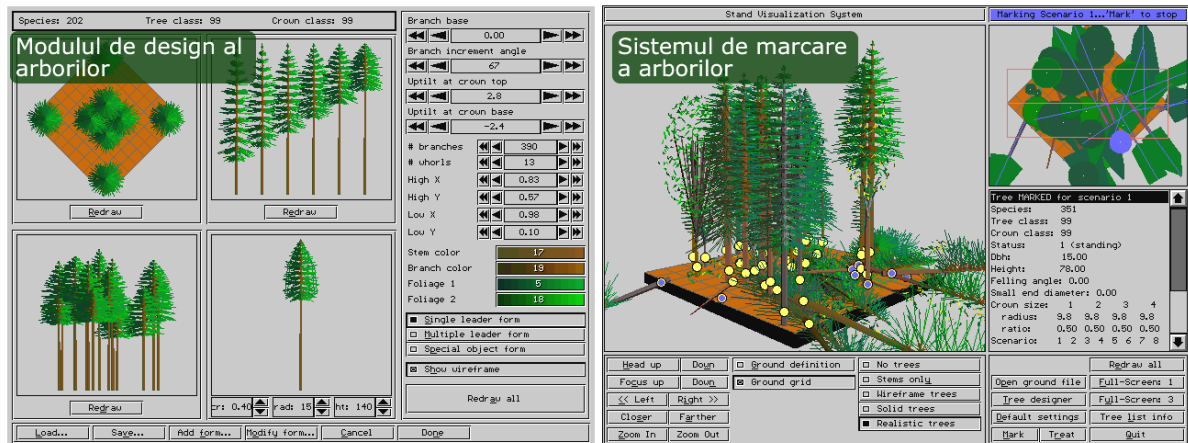 Species: 202 Tree class: 99 Crown class: 99
Modulul de design al
arborilor
Redraw
Redraw
Redraw
cr: 0.40 rad: 15 ht: 140
Branch base
0.00
Branch increment angle
67
Uptilt at crown top
2.8
Uptilt at crown base
-2.4
# branches 390
# whorls 13
High X 0.83
High Y 0.57
Low X 0.98
Low Y 0.10
Stem color 17
Branch color 19
Foliage 1 5
Foliage 2 18
Single leader form
Multiple leader form
Special object form
Show wireframe
Redraw all
Load... Save... Add form... Modify form... Cancel Done
Stand Visualization System
Sistemul de marcare
a arborilor
Marking Scenario 1...'Mark' to stop
Tree MARKED for scenario 1
Species: 351
Tree class: 99
Crown class: 99
Status: 1 (standing)
Dbh: 15.00
Height: 78.00
Felling angle: 0.00
Small end diameter: 0.00
Crown size: 1 2 3 4
radius: 9.8 9.8 9.8 9.8
ratio: 0.50 0.50 0.50 0.50
Scenario: 1 2 3 4 5 6 7 8
Head up Down
Focus up Down
<< Left Right >>
Closer Farther
Zoom In Zoom Out
Ground definition
Ground grid
No trees
Stems only
Wireframe trees
Solid trees
Realistic trees
Redraw all
Open ground file Full-Screen: 1
Tree designer Full-Screen: 3
Default settings Tree list info
Mark Treat Quit